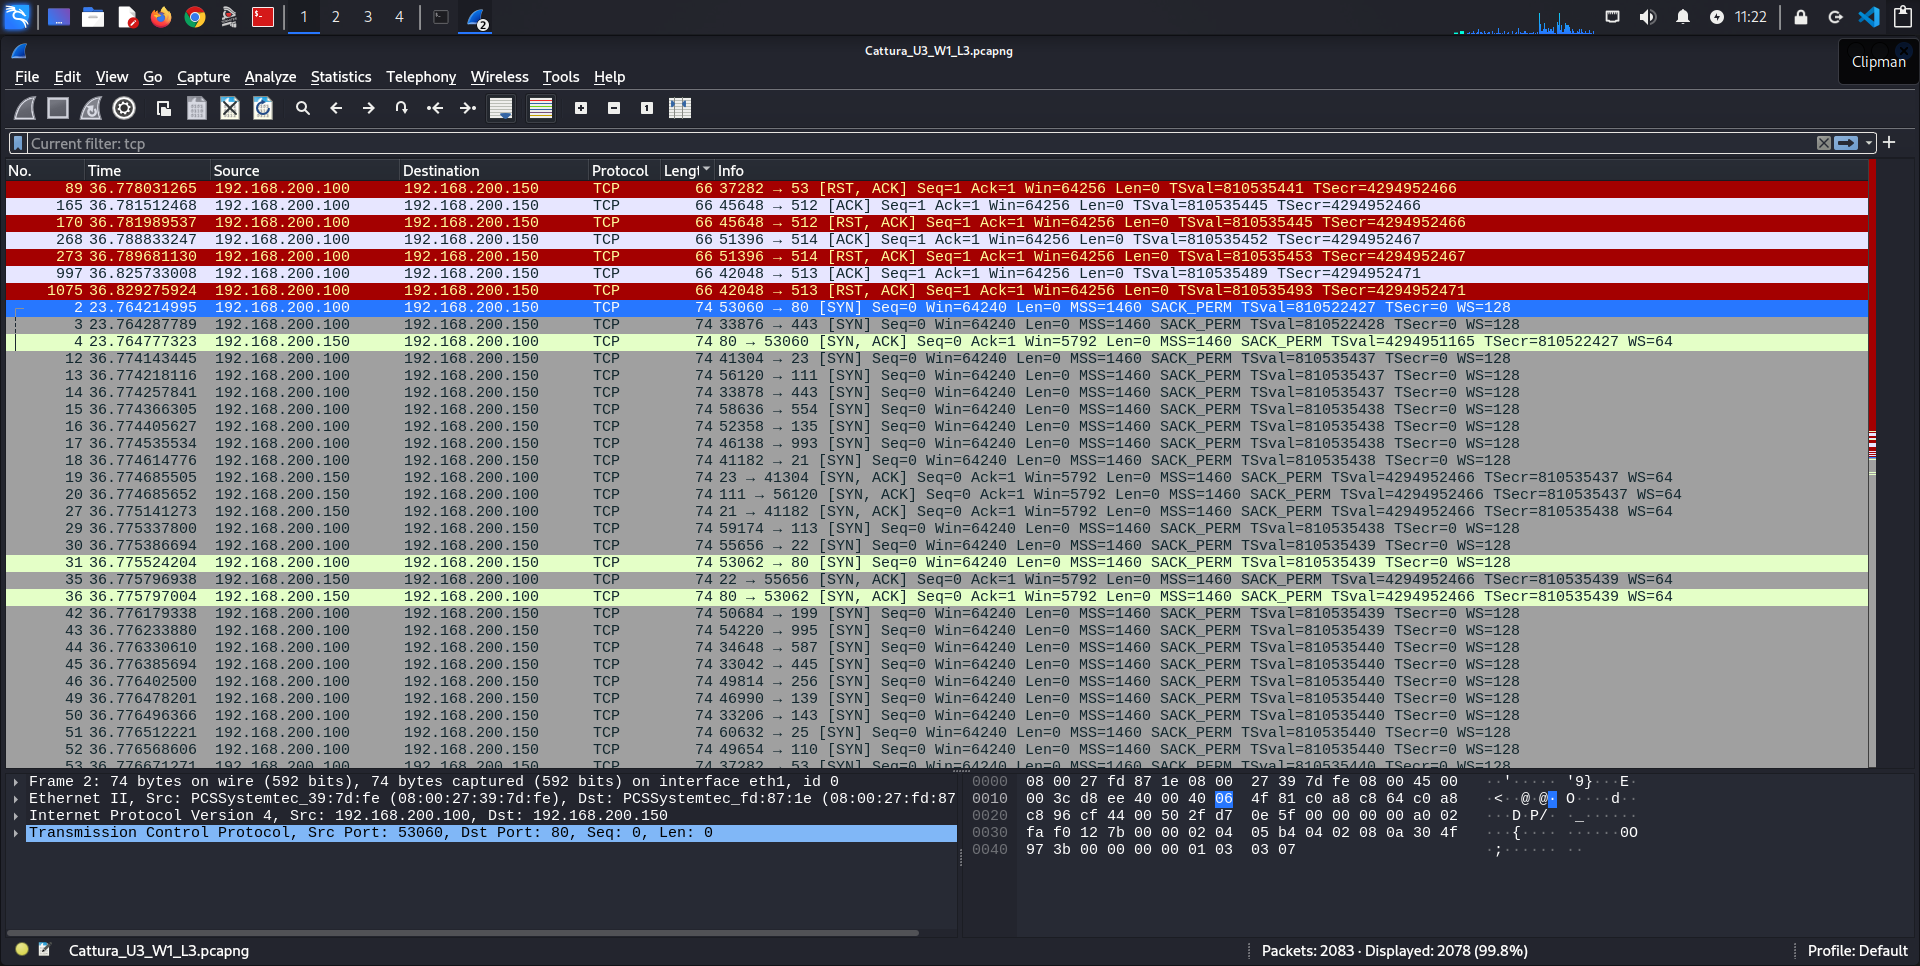 1 2 3 4 2 11:22
Cattura_U3_W1_L3.pcapng
Clipman
File Edit View Go Capture Analyze Statistics Telephony Wireless Tools Help
Current filter: tcp
No. Time Source Destination Protocol Lengt Info
89 36.778031265 192.168.200.100 192.168.200.150 TCP 66 37282 → 53 [RST, ACK] Seq=1 Ack=1 Win=64256 Len=0 TSval=810535441 TSecr=4294952466
165 36.781512468 192.168.200.100 192.168.200.150 TCP 66 45648 → 512 [ACK] Seq=1 Ack=1 Win=64256 Len=0 TSval=810535445 TSecr=4294952466
170 36.781989537 192.168.200.100 192.168.200.150 TCP 66 45648 → 512 [RST, ACK] Seq=1 Ack=1 Win=64256 Len=0 TSval=810535445 TSecr=4294952466
268 36.788833247 192.168.200.100 192.168.200.150 TCP 66 51396 → 514 [ACK] Seq=1 Ack=1 Win=64256 Len=0 TSval=810535452 TSecr=4294952467
273 36.789681130 192.168.200.100 192.168.200.150 TCP 66 51396 → 514 [RST, ACK] Seq=1 Ack=1 Win=64256 Len=0 TSval=810535453 TSecr=4294952467
997 36.825733008 192.168.200.100 192.168.200.150 TCP 66 42048 → 513 [ACK] Seq=1 Ack=1 Win=64256 Len=0 TSval=810535489 TSecr=4294952471
1075 36.829275924 192.168.200.100 192.168.200.150 TCP 66 42048 → 513 [RST, ACK] Seq=1 Ack=1 Win=64256 Len=0 TSval=810535493 TSecr=4294952471
2 23.764214995 192.168.200.100 192.168.200.150 TCP 74 53060 → 80 [SYN] Seq=0 Win=64240 Len=0 MSS=1460 SACK_PERM TSval=810522427 TSecr=0 WS=128
3 23.764287789 192.168.200.100 192.168.200.150 TCP 74 33876 → 443 [SYN] Seq=0 Win=64240 Len=0 MSS=1460 SACK_PERM TSval=810522428 TSecr=0 WS=128
4 23.764777323 192.168.200.150 192.168.200.100 TCP 74 80 → 53060 [SYN, ACK] Seq=0 Ack=1 Win=5792 Len=0 MSS=1460 SACK_PERM TSval=4294951165 TSecr=810522427 WS=64
12 36.774143445 192.168.200.100 192.168.200.150 TCP 74 41304 → 23 [SYN] Seq=0 Win=64240 Len=0 MSS=1460 SACK_PERM TSval=810535437 TSecr=0 WS=128
13 36.774218116 192.168.200.100 192.168.200.150 TCP 74 56120 → 111 [SYN] Seq=0 Win=64240 Len=0 MSS=1460 SACK_PERM TSval=810535437 TSecr=0 WS=128
14 36.774257841 192.168.200.100 192.168.200.150 TCP 74 33878 → 443 [SYN] Seq=0 Win=64240 Len=0 MSS=1460 SACK_PERM TSval=810535437 TSecr=0 WS=128
15 36.774366305 192.168.200.100 192.168.200.150 TCP 74 58636 → 554 [SYN] Seq=0 Win=64240 Len=0 MSS=1460 SACK_PERM TSval=810535438 TSecr=0 WS=128
16 36.774405627 192.168.200.100 192.168.200.150 TCP 74 52358 → 135 [SYN] Seq=0 Win=64240 Len=0 MSS=1460 SACK_PERM TSval=810535438 TSecr=0 WS=128
17 36.774535534 192.168.200.100 192.168.200.150 TCP 74 46138 → 993 [SYN] Seq=0 Win=64240 Len=0 MSS=1460 SACK_PERM TSval=810535438 TSecr=0 WS=128
18 36.774614776 192.168.200.100 192.168.200.150 TCP 74 41182 → 21 [SYN] Seq=0 Win=64240 Len=0 MSS=1460 SACK_PERM TSval=810535438 TSecr=0 WS=128
19 36.774685505 192.168.200.150 192.168.200.100 TCP 74 23 → 41304 [SYN, ACK] Seq=0 Ack=1 Win=5792 Len=0 MSS=1460 SACK_PERM TSval=4294952466 TSecr=810535437 WS=64
20 36.774685652 192.168.200.150 192.168.200.100 TCP 74 111 → 56120 [SYN, ACK] Seq=0 Ack=1 Win=5792 Len=0 MSS=1460 SACK_PERM TSval=4294952466 TSecr=810535437 WS=64
27 36.775141273 192.168.200.150 192.168.200.100 TCP 74 21 → 41182 [SYN, ACK] Seq=0 Ack=1 Win=5792 Len=0 MSS=1460 SACK_PERM TSval=4294952466 TSecr=810535438 WS=64
29 36.775337800 192.168.200.100 192.168.200.150 TCP 74 59174 → 113 [SYN] Seq=0 Win=64240 Len=0 MSS=1460 SACK_PERM TSval=810535438 TSecr=0 WS=128
30 36.775386694 192.168.200.100 192.168.200.150 TCP 74 55656 → 22 [SYN] Seq=0 Win=64240 Len=0 MSS=1460 SACK_PERM TSval=810535439 TSecr=0 WS=128
31 36.775524204 192.168.200.100 192.168.200.150 TCP 74 53062 → 80 [SYN] Seq=0 Win=64240 Len=0 MSS=1460 SACK_PERM TSval=810535439 TSecr=0 WS=128
35 36.775796938 192.168.200.150 192.168.200.100 TCP 74 22 → 55656 [SYN, ACK] Seq=0 Ack=1 Win=5792 Len=0 MSS=1460 SACK_PERM TSval=4294952466 TSecr=810535439 WS=64
36 36.775797004 192.168.200.150 192.168.200.100 TCP 74 80 → 53062 [SYN, ACK] Seq=0 Ack=1 Win=5792 Len=0 MSS=1460 SACK_PERM TSval=4294952466 TSecr=810535439 WS=64
42 36.776179338 192.168.200.100 192.168.200.150 TCP 74 50684 → 199 [SYN] Seq=0 Win=64240 Len=0 MSS=1460 SACK_PERM TSval=810535439 TSecr=0 WS=128
43 36.776233880 192.168.200.100 192.168.200.150 TCP 74 54220 → 995 [SYN] Seq=0 Win=64240 Len=0 MSS=1460 SACK_PERM TSval=810535439 TSecr=0 WS=128
44 36.776330610 192.168.200.100 192.168.200.150 TCP 74 34648 → 587 [SYN] Seq=0 Win=64240 Len=0 MSS=1460 SACK_PERM TSval=810535440 TSecr=0 WS=128
45 36.776385694 192.168.200.100 192.168.200.150 TCP 74 33042 → 445 [SYN] Seq=0 Win=64240 Len=0 MSS=1460 SACK_PERM TSval=810535440 TSecr=0 WS=128
46 36.776402500 192.168.200.100 192.168.200.150 TCP 74 49814 → 256 [SYN] Seq=0 Win=64240 Len=0 MSS=1460 SACK_PERM TSval=810535440 TSecr=0 WS=128
49 36.776478201 192.168.200.100 192.168.200.150 TCP 74 46990 → 139 [SYN] Seq=0 Win=64240 Len=0 MSS=1460 SACK_PERM TSval=810535440 TSecr=0 WS=128
50 36.776496366 192.168.200.100 192.168.200.150 TCP 74 33206 → 143 [SYN] Seq=0 Win=64240 Len=0 MSS=1460 SACK_PERM TSval=810535440 TSecr=0 WS=128
51 36.776512221 192.168.200.100 192.168.200.150 TCP 74 60632 → 25 [SYN] Seq=0 Win=64240 Len=0 MSS=1460 SACK_PERM TSval=810535440 TSecr=0 WS=128
52 36.776568606 192.168.200.100 192.168.200.150 TCP 74 49654 → 110 [SYN] Seq=0 Win=64240 Len=0 MSS=1460 SACK_PERM TSval=810535440 TSecr=0 WS=128
53 36.776671271 192.168.200.100 192.168.200.150 TCP 74 37282 → 53 [SYN] Seq=0 Win=64240 Len=0 MSS=1460 SACK_PERM TSval=810535440 TSecr=0 WS=128
Frame 2: 74 bytes on wire (592 bits), 74 bytes captured (592 bits) on interface eth1, id 0
Ethernet II, Src: PCSSystemtec_39:7d:fe (08:00:27:39:7d:fe), Dst: PCSSystemtec_fd:87:1e (08:00:27:fd:87
Internet Protocol Version 4, Src: 192.168.200.100, Dst: 192.168.200.150
Transmission Control Protocol, Src Port: 53060, Dst Port: 80, Seq: 0, Len: 0
0000 08 00 27 fd 87 1e 08 00 27 39 7d fe 08 00 45 00 ··'····· '9}···E·
0010 00 3c d8 ee 40 00 40 06 4f 81 c0 a8 c8 64 c0 a8 ·<··@·@· O····d··
0020 c8 96 cf 44 00 50 2f d7 0e 5f 00 00 00 00 a0 02 ···D·P/· ·_······
0030 fa f0 12 7b 00 00 02 04 05 b4 04 02 08 0a 30 4f ···{···· ······0O
0040 97 3b 00 00 00 00 01 03 03 07 ·;······ ··
Cattura_U3_W1_L3.pcapng
Packets: 2083 · Displayed: 2078 (99.8%)
Profile: Default